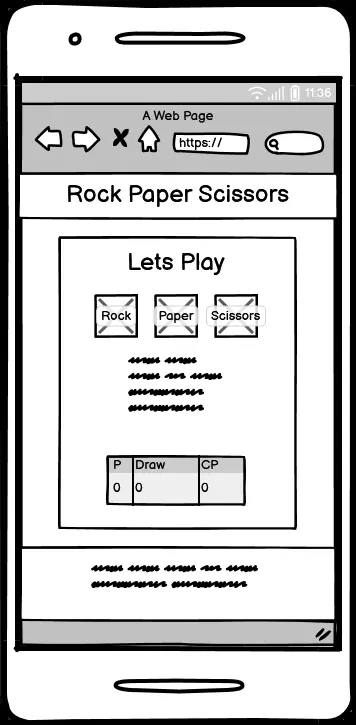 11:36
A Web Page
https://
Rock Paper Scissors
Lets Play
Rock Paper Scissors
P Draw CP
0 0 0